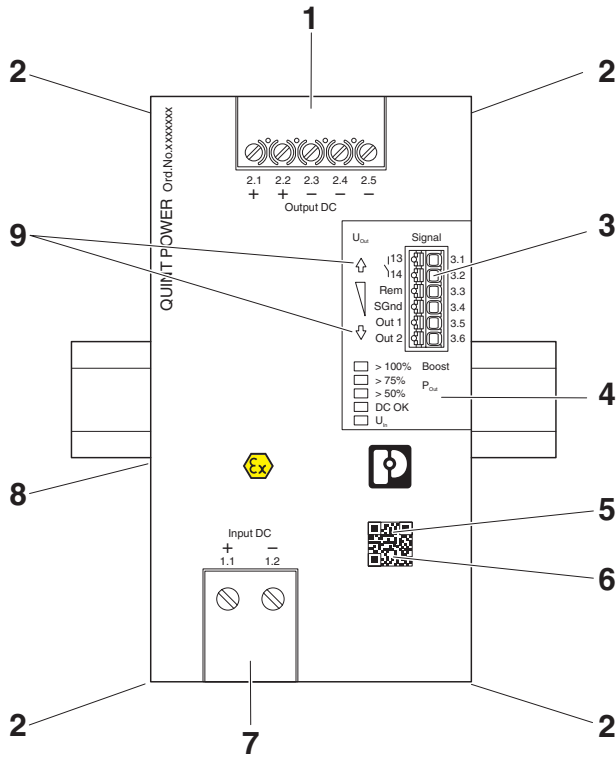 1
2
2
QUINT POWER Ord.No.xxxxxxx
2.1 2.2 2.3 2.4 2.5
+ + − − −
Output DC
9
3
UOut
Signal
13 3.1
14 3.2
Rem 3.3
SGnd 3.4
Out 1 3.5
Out 2 3.6
> 100% Boost
> 75% POut
> 50%
DC OK
UIn
4
8
Ex
5
6
Input DC
+ −
1.1 1.2
2
7
2